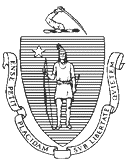 ENSE PETIT
PLACIDAM
SVB LIBERTATE
QVIETEM